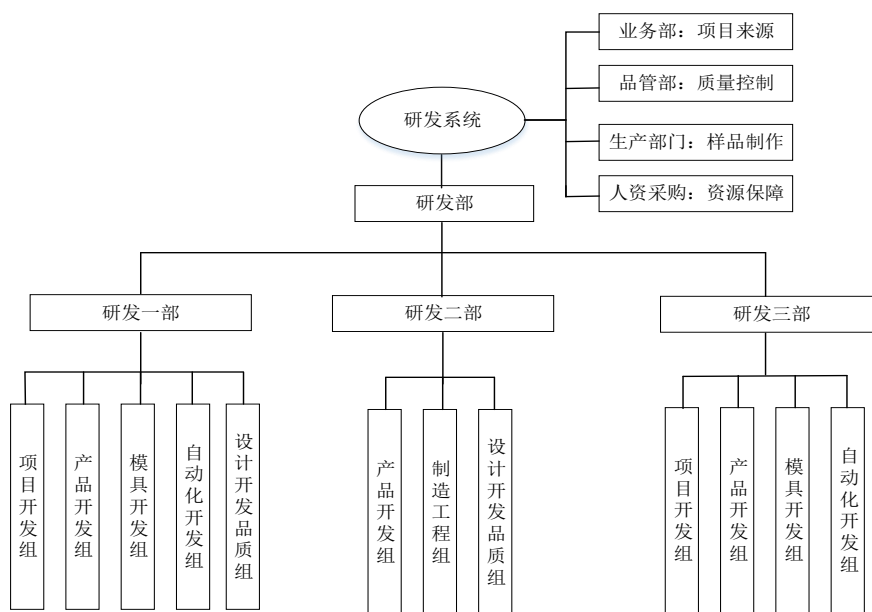 业务部：项目来源
品管部：质量控制
研发系统
生产部门：样品制作
人资采购：资源保障
研发部
研发一部
研发二部
研发三部
项目开发组
产品开发组
模具开发组
自动化开发组
设计开发品质组
产品开发组
制造工程组
设计开发品质组
项目开发组
产品开发组
模具开发组
自动化开发组